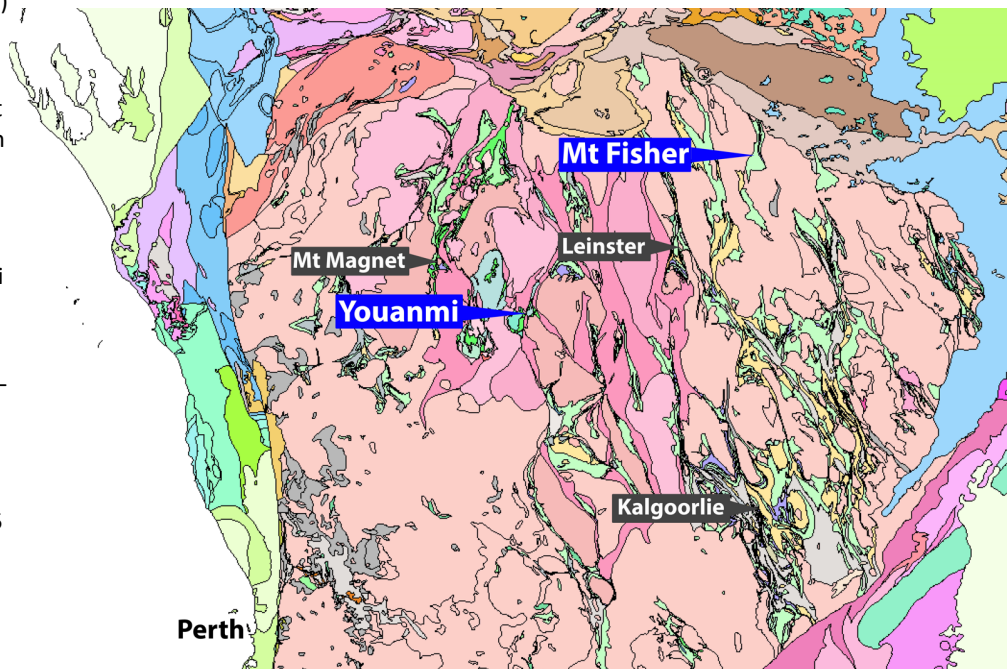 )
t
n
Mt Fisher
Leinster
Mt Magnet
i
Youanmi
Kalgoorlie
Perth